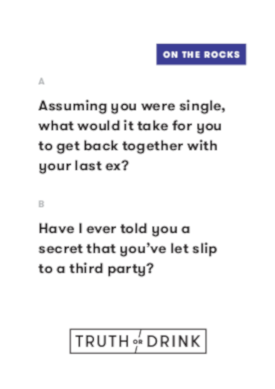 ON THE ROCKS
A
Assuming you were single,
what would it take for you
to get back together with
your last ex?
B
Have I ever told you a
secret that you've let slip
to a third party?
TRUTH OR DRINK